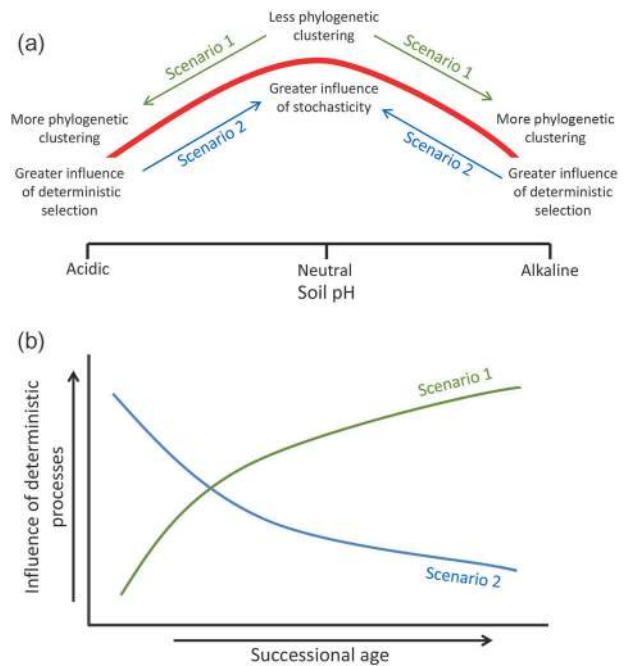 (a)
Less phylogenetic
clustering
Scenario 1
Scenario 1
Greater influence
of stochasticity
More phylogenetic
clustering
More phylogenetic
clustering
Scenario 2
Scenario 2
Greater influence
of deterministic
selection
Greater influence
of deterministic
selection
Acidic
Neutral
Alkaline
Soil pH
(b)
Influence of deterministic
processes
Scenario 1
Scenario 2
Successional age